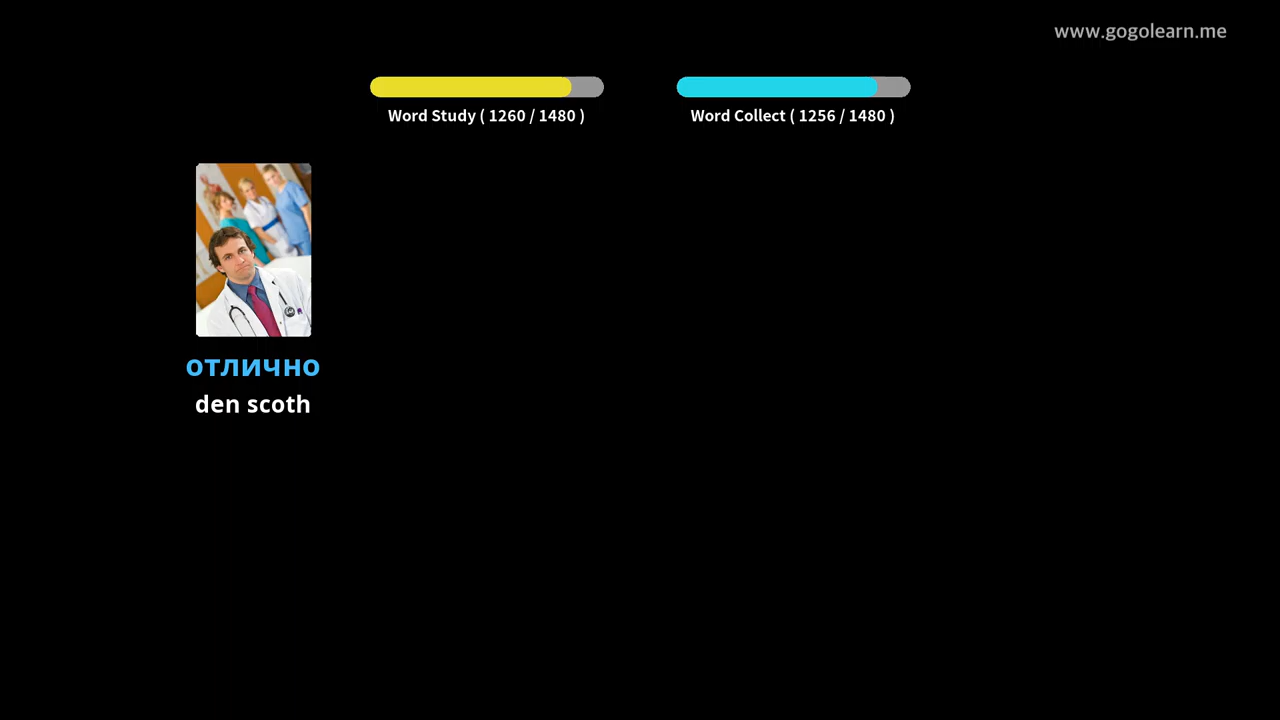 www.gogolearn.me
Word Study ( 1260 / 1480 )
Word Collect ( 1256 / 1480 )
отлично
den scoth